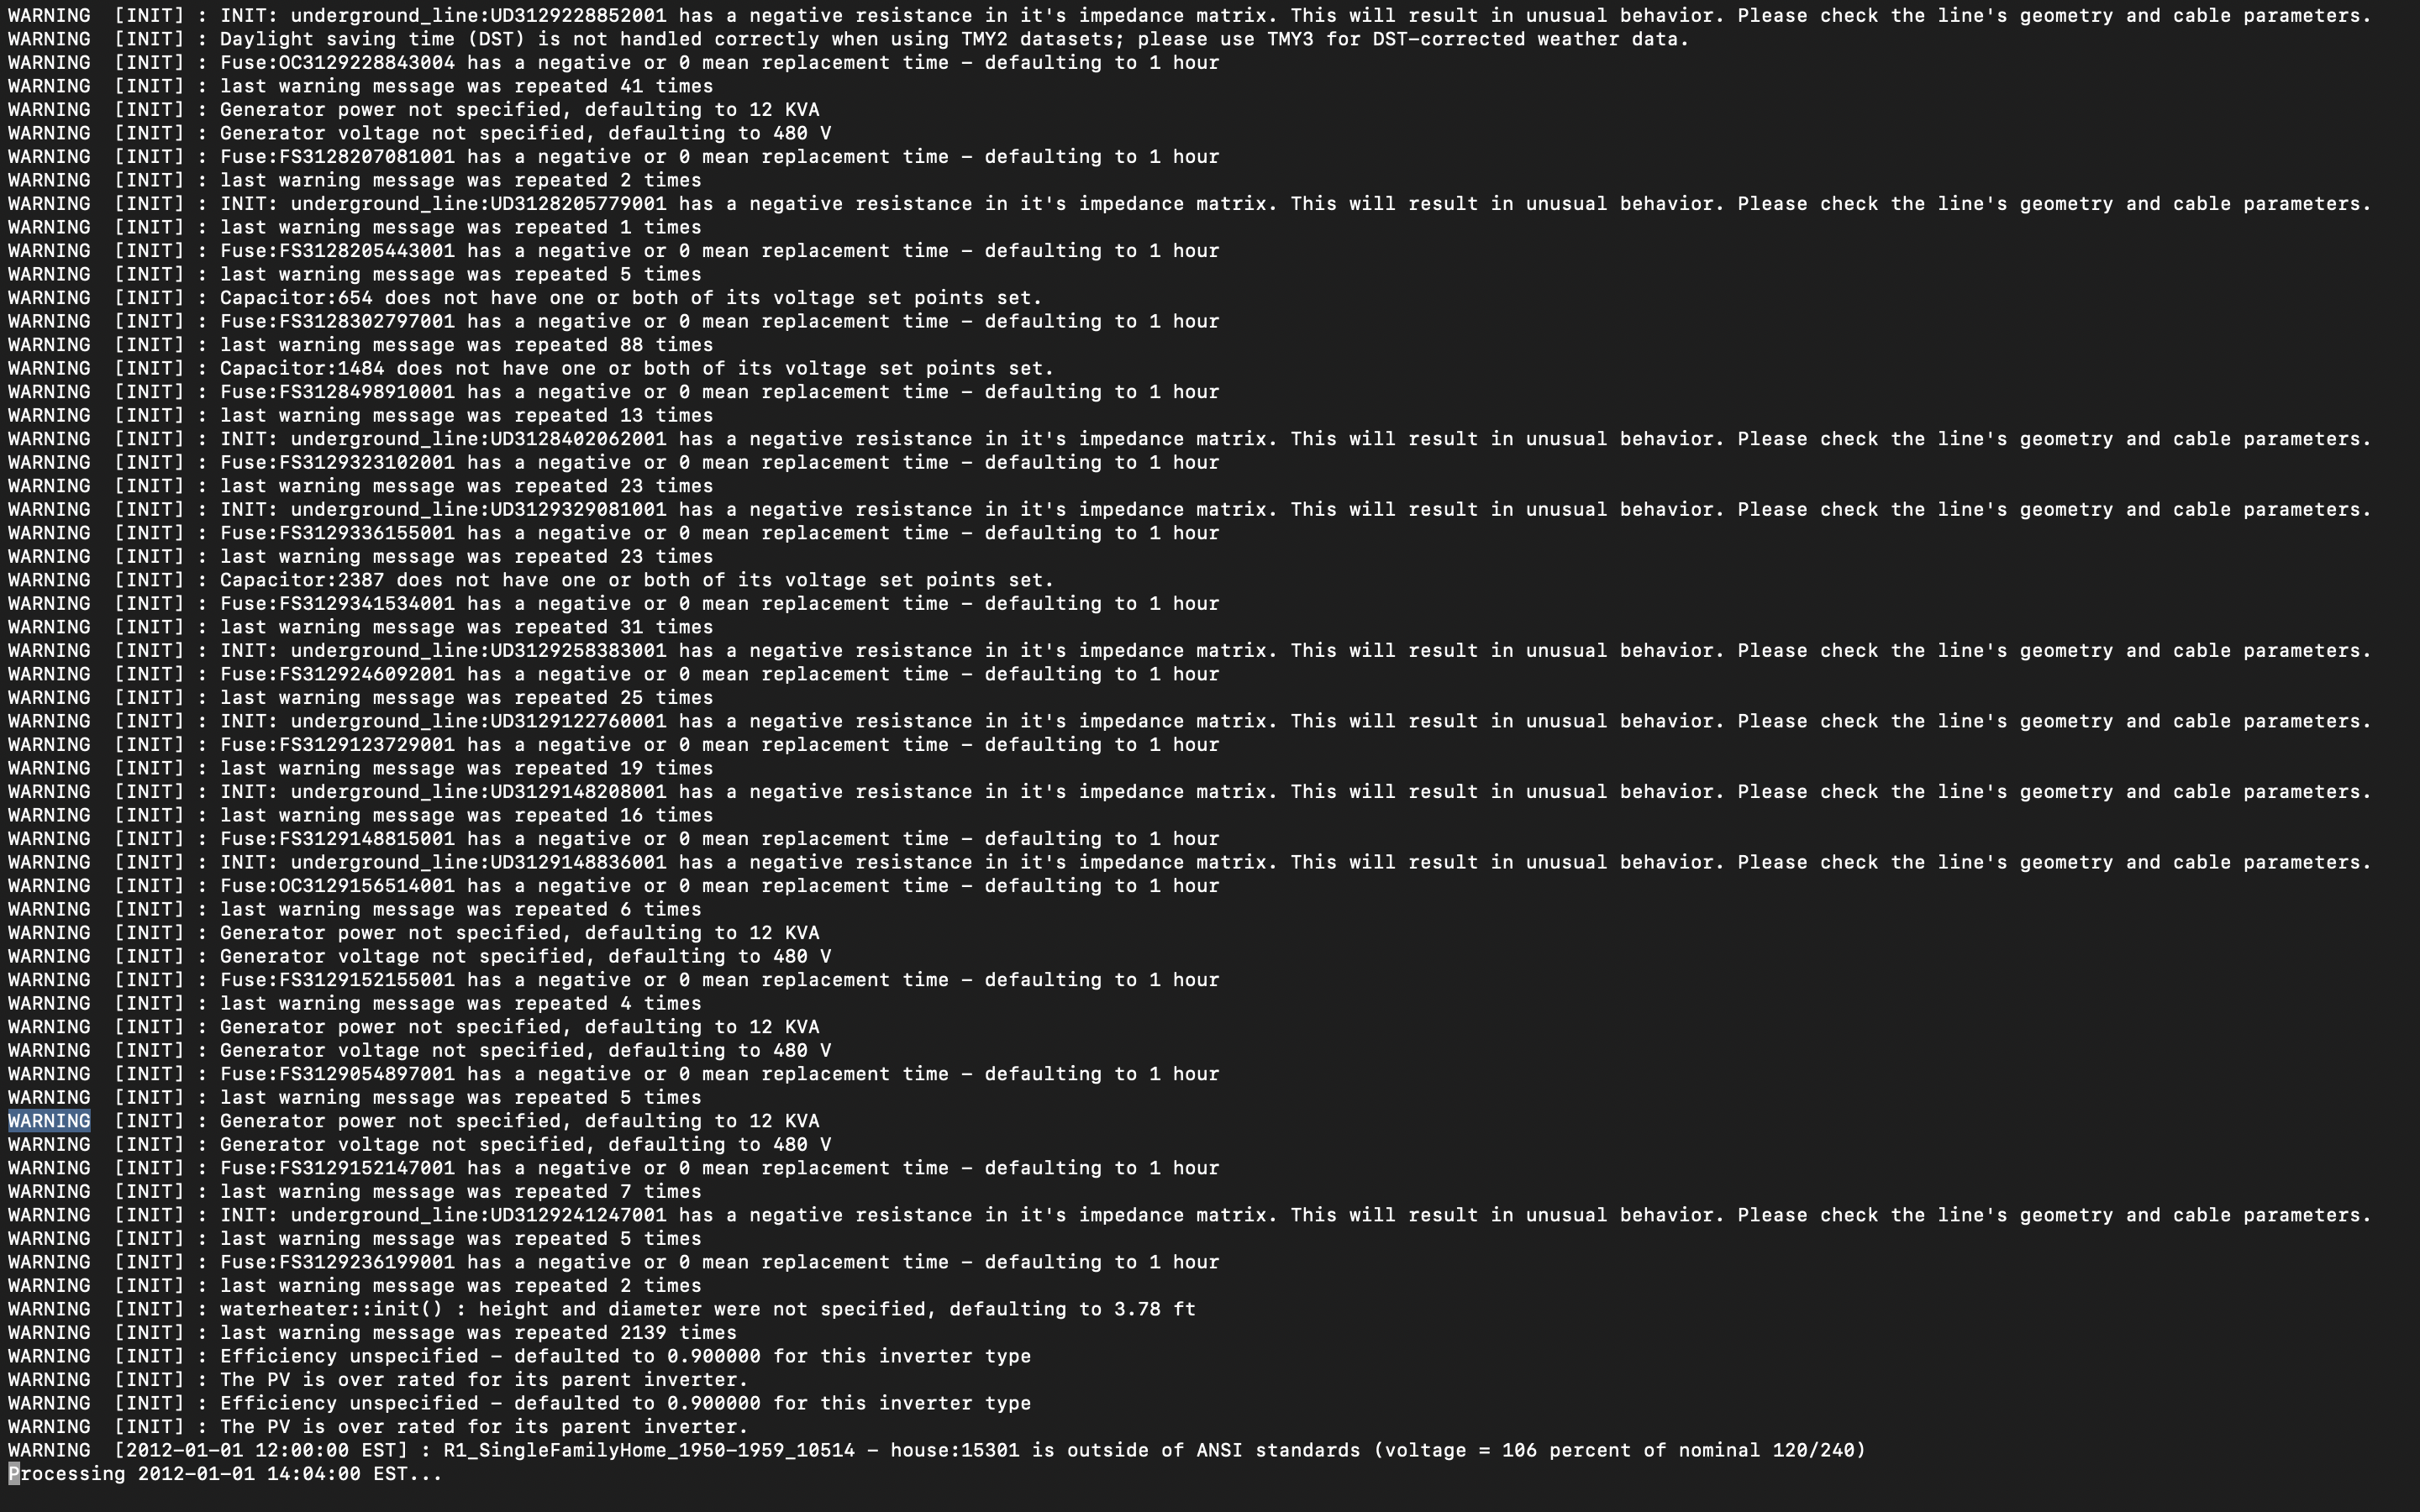 WARNING  [INIT] : INIT: underground_line:UD3129228852001 has a negative resistance in it's impedance matrix. This will result in unusual behavior. Please check the line's geometry and cable parameters.
WARNING  [INIT] : Daylight saving time (DST) is not handled correctly when using TMY2 datasets; please use TMY3 for DST-corrected weather data.
WARNING  [INIT] : Fuse:OC3129228843004 has a negative or 0 mean replacement time - defaulting to 1 hour
WARNING  [INIT] : last warning message was repeated 41 times
WARNING  [INIT] : Generator power not specified, defaulting to 12 KVA
WARNING  [INIT] : Generator voltage not specified, defaulting to 480 V
WARNING  [INIT] : Fuse:FS3128207081001 has a negative or 0 mean replacement time - defaulting to 1 hour
WARNING  [INIT] : last warning message was repeated 2 times
WARNING  [INIT] : INIT: underground_line:UD3128205779001 has a negative resistance in it's impedance matrix. This will result in unusual behavior. Please check the line's geometry and cable parameters.
WARNING  [INIT] : last warning message was repeated 1 times
WARNING  [INIT] : Fuse:FS3128205443001 has a negative or 0 mean replacement time - defaulting to 1 hour
WARNING  [INIT] : last warning message was repeated 5 times
WARNING  [INIT] : Capacitor:654 does not have one or both of its voltage set points set.
WARNING  [INIT] : Fuse:FS3128302797001 has a negative or 0 mean replacement time - defaulting to 1 hour
WARNING  [INIT] : last warning message was repeated 88 times
WARNING  [INIT] : Capacitor:1484 does not have one or both of its voltage set points set.
WARNING  [INIT] : Fuse:FS3128498910001 has a negative or 0 mean replacement time - defaulting to 1 hour
WARNING  [INIT] : last warning message was repeated 13 times
WARNING  [INIT] : INIT: underground_line:UD3128402062001 has a negative resistance in it's impedance matrix. This will result in unusual behavior. Please check the line's geometry and cable parameters.
WARNING  [INIT] : Fuse:FS3129323102001 has a negative or 0 mean replacement time - defaulting to 1 hour
WARNING  [INIT] : last warning message was repeated 23 times
WARNING  [INIT] : INIT: underground_line:UD3129329081001 has a negative resistance in it's impedance matrix. This will result in unusual behavior. Please check the line's geometry and cable parameters.
WARNING  [INIT] : Fuse:FS3129336155001 has a negative or 0 mean replacement time - defaulting to 1 hour
WARNING  [INIT] : last warning message was repeated 23 times
WARNING  [INIT] : Capacitor:2387 does not have one or both of its voltage set points set.
WARNING  [INIT] : Fuse:FS3129341534001 has a negative or 0 mean replacement time - defaulting to 1 hour
WARNING  [INIT] : last warning message was repeated 31 times
WARNING  [INIT] : INIT: underground_line:UD3129258383001 has a negative resistance in it's impedance matrix. This will result in unusual behavior. Please check the line's geometry and cable parameters.
WARNING  [INIT] : Fuse:FS3129246092001 has a negative or 0 mean replacement time - defaulting to 1 hour
WARNING  [INIT] : last warning message was repeated 25 times
WARNING  [INIT] : INIT: underground_line:UD3129122760001 has a negative resistance in it's impedance matrix. This will result in unusual behavior. Please check the line's geometry and cable parameters.
WARNING  [INIT] : Fuse:FS3129123729001 has a negative or 0 mean replacement time - defaulting to 1 hour
WARNING  [INIT] : last warning message was repeated 19 times
WARNING  [INIT] : INIT: underground_line:UD3129148208001 has a negative resistance in it's impedance matrix. This will result in unusual behavior. Please check the line's geometry and cable parameters.
WARNING  [INIT] : last warning message was repeated 16 times
WARNING  [INIT] : Fuse:FS3129148815001 has a negative or 0 mean replacement time - defaulting to 1 hour
WARNING  [INIT] : INIT: underground_line:UD3129148836001 has a negative resistance in it's impedance matrix. This will result in unusual behavior. Please check the line's geometry and cable parameters.
WARNING  [INIT] : Fuse:OC3129156514001 has a negative or 0 mean replacement time - defaulting to 1 hour
WARNING  [INIT] : last warning message was repeated 6 times
WARNING  [INIT] : Generator power not specified, defaulting to 12 KVA
WARNING  [INIT] : Generator voltage not specified, defaulting to 480 V
WARNING  [INIT] : Fuse:FS3129152155001 has a negative or 0 mean replacement time - defaulting to 1 hour
WARNING  [INIT] : last warning message was repeated 4 times
WARNING  [INIT] : Generator power not specified, defaulting to 12 KVA
WARNING  [INIT] : Generator voltage not specified, defaulting to 480 V
WARNING  [INIT] : Fuse:FS3129054897001 has a negative or 0 mean replacement time - defaulting to 1 hour
WARNING  [INIT] : last warning message was repeated 5 times
WARNING  [INIT] : Generator power not specified, defaulting to 12 KVA
WARNING  [INIT] : Generator voltage not specified, defaulting to 480 V
WARNING  [INIT] : Fuse:FS3129152147001 has a negative or 0 mean replacement time - defaulting to 1 hour
WARNING  [INIT] : last warning message was repeated 7 times
WARNING  [INIT] : INIT: underground_line:UD3129241247001 has a negative resistance in it's impedance matrix. This will result in unusual behavior. Please check the line's geometry and cable parameters.
WARNING  [INIT] : last warning message was repeated 5 times
WARNING  [INIT] : Fuse:FS3129236199001 has a negative or 0 mean replacement time - defaulting to 1 hour
WARNING  [INIT] : last warning message was repeated 2 times
WARNING  [INIT] : waterheater::init() : height and diameter were not specified, defaulting to 3.78 ft
WARNING  [INIT] : last warning message was repeated 2139 times
WARNING  [INIT] : Efficiency unspecified - defaulted to 0.900000 for this inverter type
WARNING  [INIT] : The PV is over rated for its parent inverter.
WARNING  [INIT] : Efficiency unspecified - defaulted to 0.900000 for this inverter type
WARNING  [INIT] : The PV is over rated for its parent inverter.
WARNING  [2012-01-01 12:00:00 EST] : R1_SingleFamilyHome_1950-1959_10514 - house:15301 is outside of ANSI standards (voltage = 106 percent of nominal 120/240)
Processing 2012-01-01 14:04:00 EST...